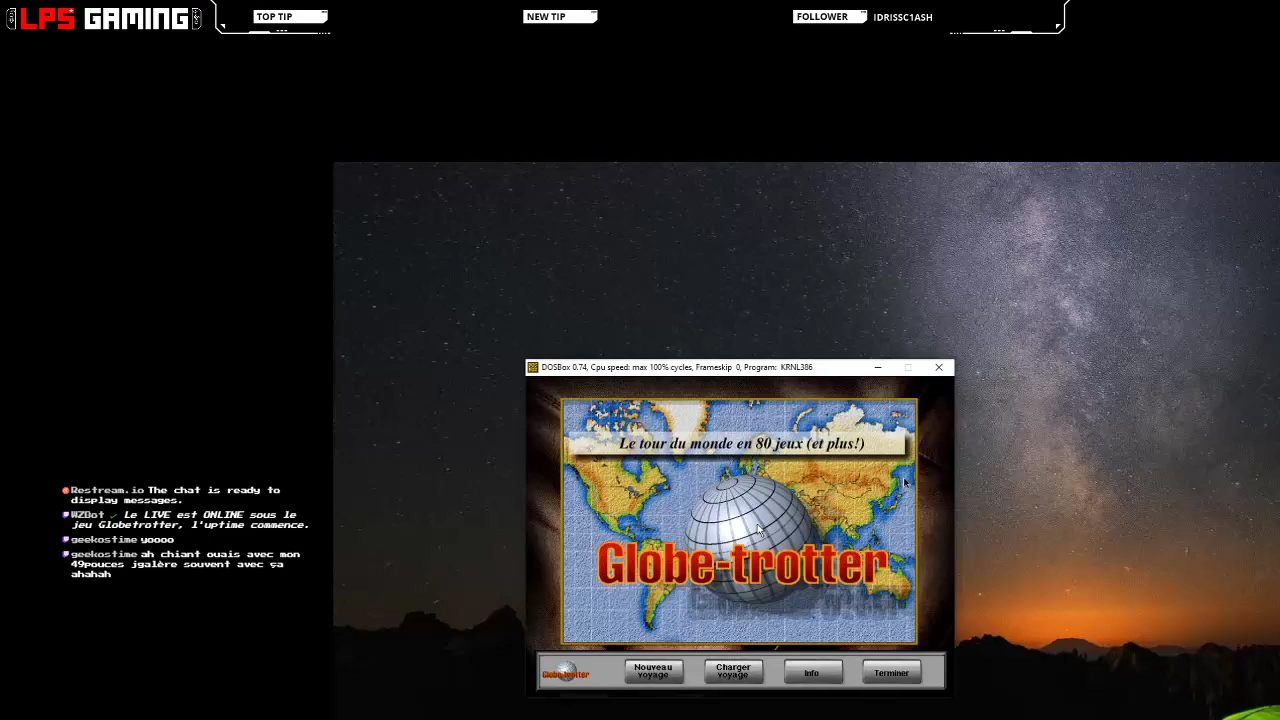 LPS GAMING
TOP TIP
NEW TIP
FOLLOWER IDRISSC1ASH
DOSBox 0.74, Cpu speed: max 100% cycles, Frameskip 0, Program: KRNL386
Le tour du monde en 80 jeux (et plus!)
Globe-trotter
Restream.io The chat is ready to
display messages.
WZBot Le LIVE est ONLINE sous le
jeu Globetrotter, l'uptime commence.
geekostime yoooo
geekostime ah chiant ouais avec mon
49pouces jgalère souvent avec ça
ahahah
Globe-trotter
Nouveau
voyage
Charger
voyage
Info
Terminer